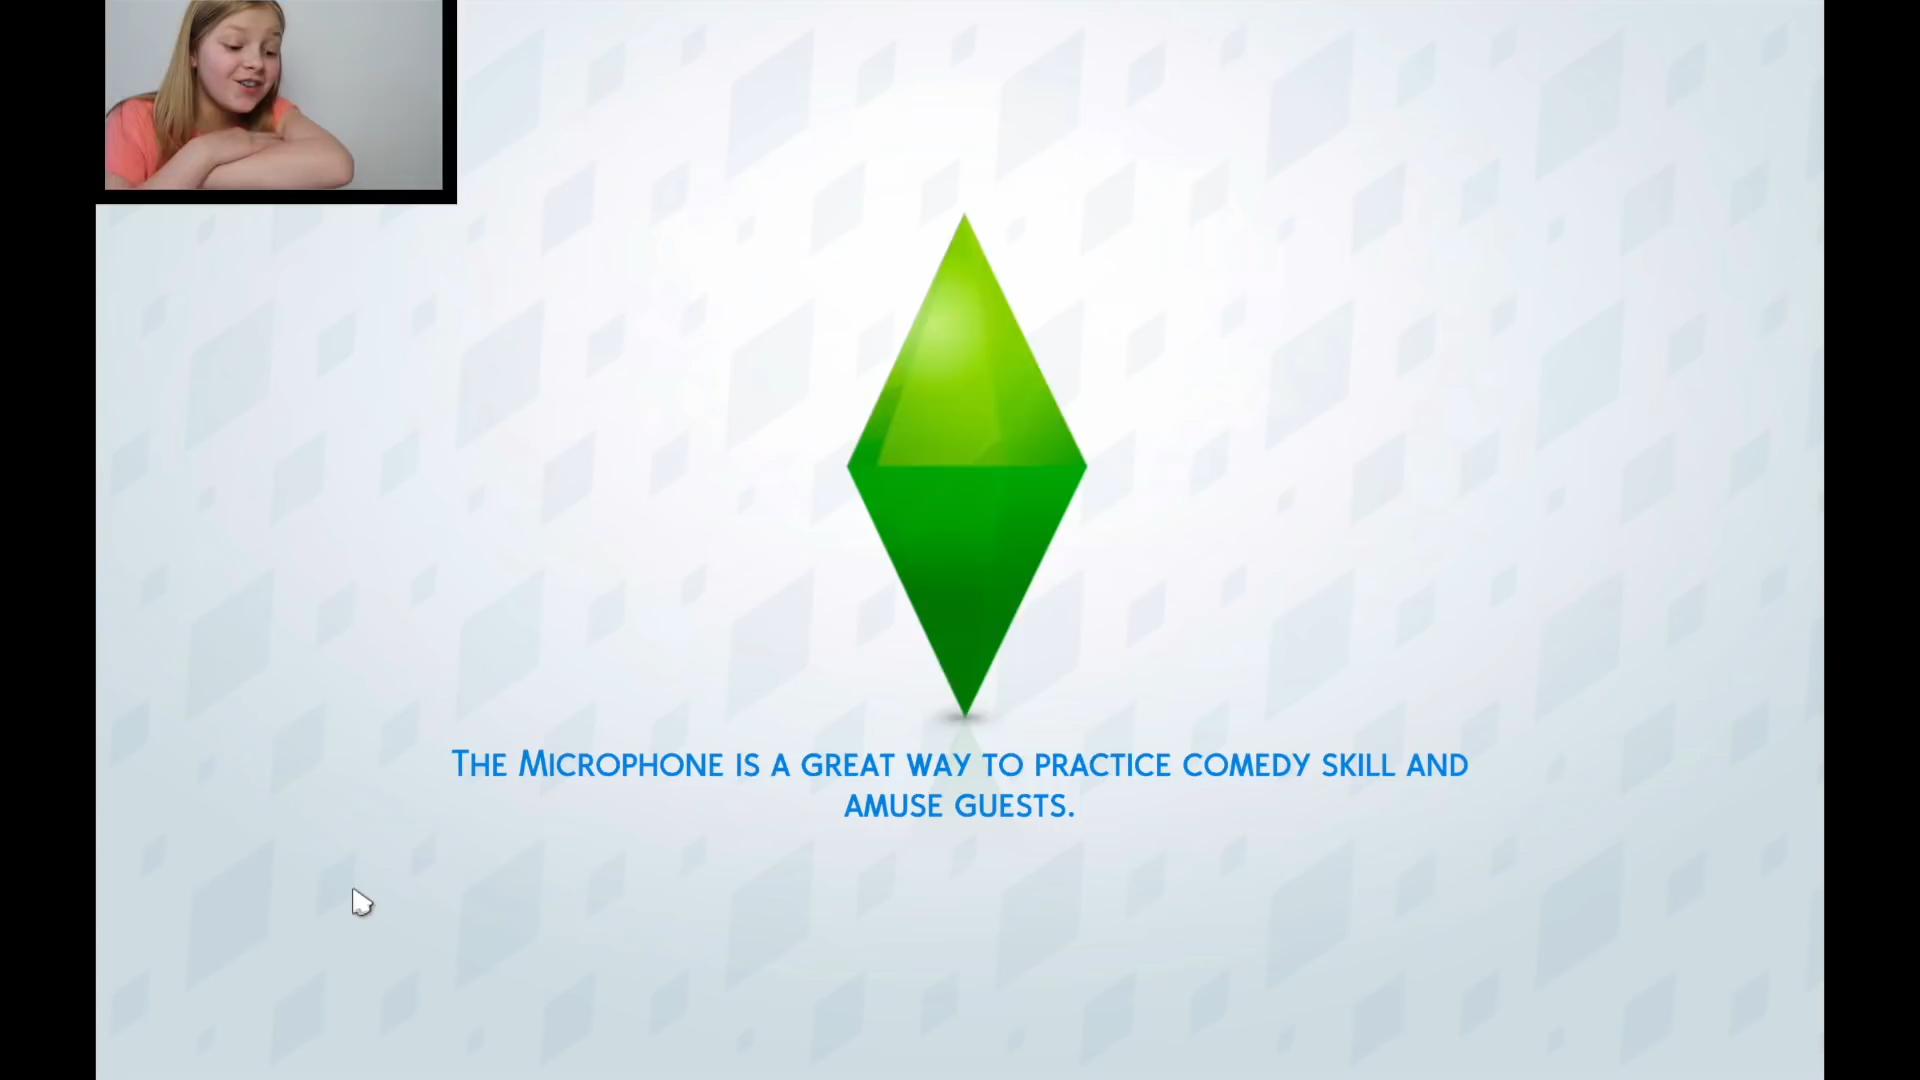 The Microphone is a great way to practice comedy skill and
amuse guests.